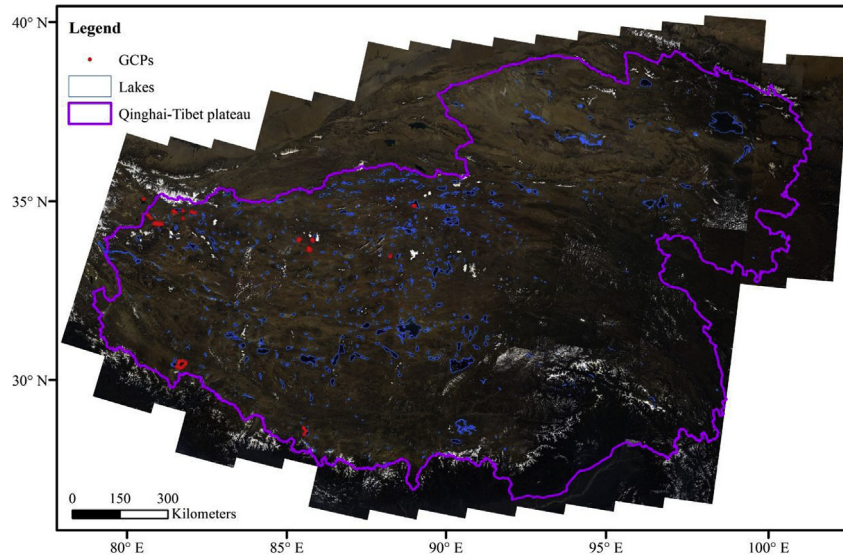 40° N
Legend
GCPs
Lakes
Qinghai-Tibet plateau
35° N
30° N
0 150 300
Kilometers
80° E 85° E 90° E 95° E 100° E